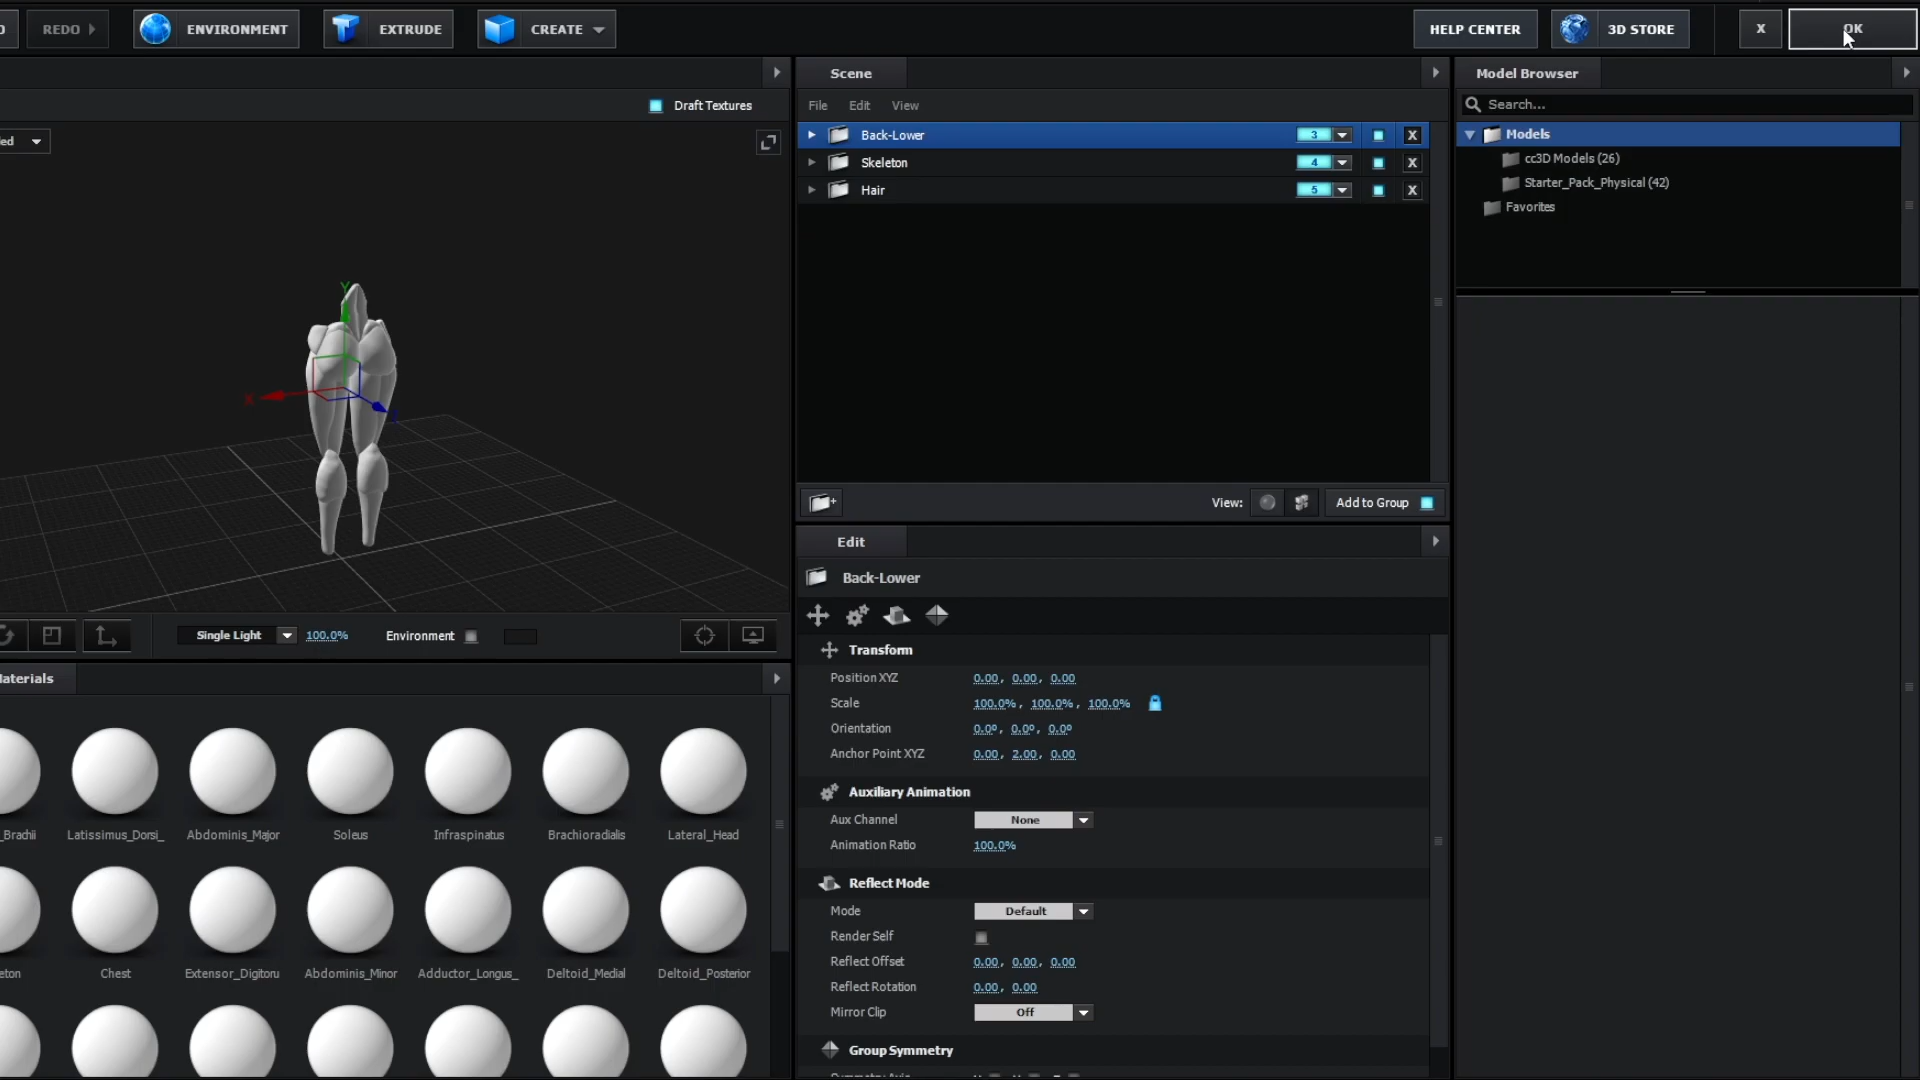 REDO
ENVIRONMENT
EXTRUDE
CREATE
HELP CENTER
3D STORE
X
OK
Scene
Model Browser
Draft Textures
File
Edit
View
Search...
ed
Back-Lower
3
X
Models
Skeleton
4
X
cc3D Models (26)
Hair
5
X
Starter_Pack_Physical (42)
Favorites
Y
X
View:
Add to Group
Edit
Back-Lower
Single Light
100.0%
Environment
Transform
aterials
Position XYZ
0.00, 0.00, 0.00
Scale
100.0%, 100.0%, 100.0%
Orientation
0.0º, 0.0º, 0.0º
Anchor Point XYZ
0.00, 2.00, 0.00
Auxiliary Animation
Aux Channel
None
Animation Ratio
100.0%
_Brachii
Latissimus_Dorsi_
Abdominis_Major
Soleus
Infraspinatus
Brachioradialis
Lateral_Head
Reflect Mode
Mode
Default
Render Self
Reflect Offset
0.00, 0.00, 0.00
Reflect Rotation
0.00, 0.00
Mirror Clip
Off
eton
Chest
Extensor_Digitoru
Abdominis_Minor
Adductor_Longus_
Deltoid_Medial
Deltoid_Posterior
Group Symmetry